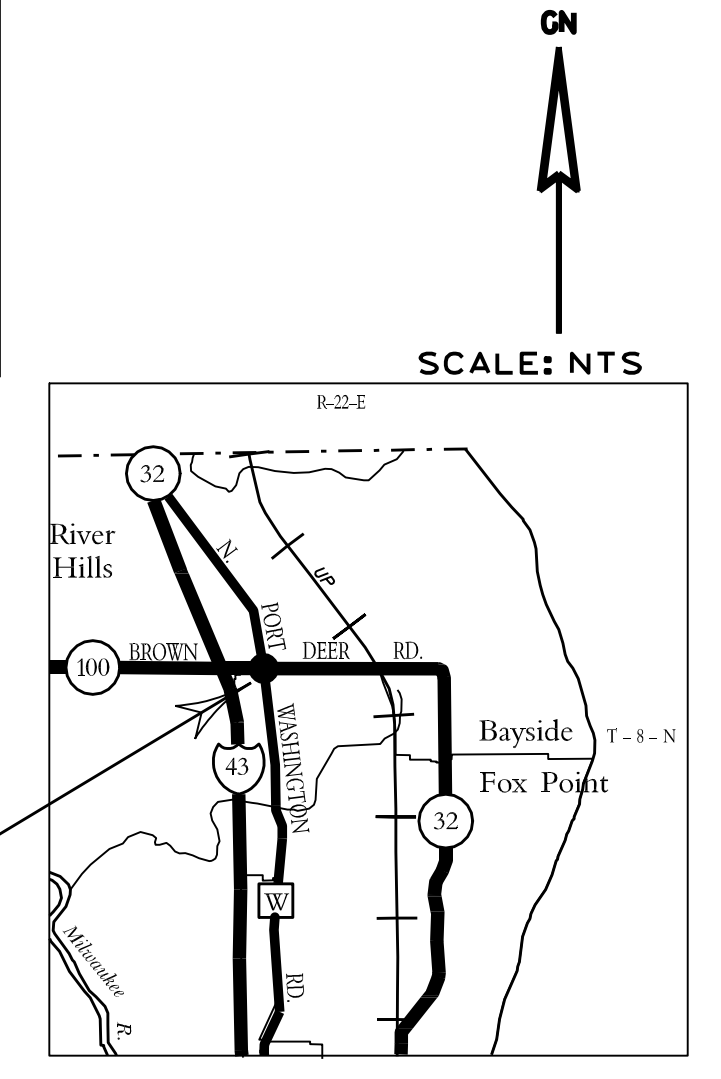 GN
SCALE: NTS
R-22-E
32
River
Hills
N.
UP
PORT
100
BROWN
DEER
RD.
WASHINGTON
Bayside
T - 8 - N
43
Fox Point
32
W
Milwaukee
R.
RD.